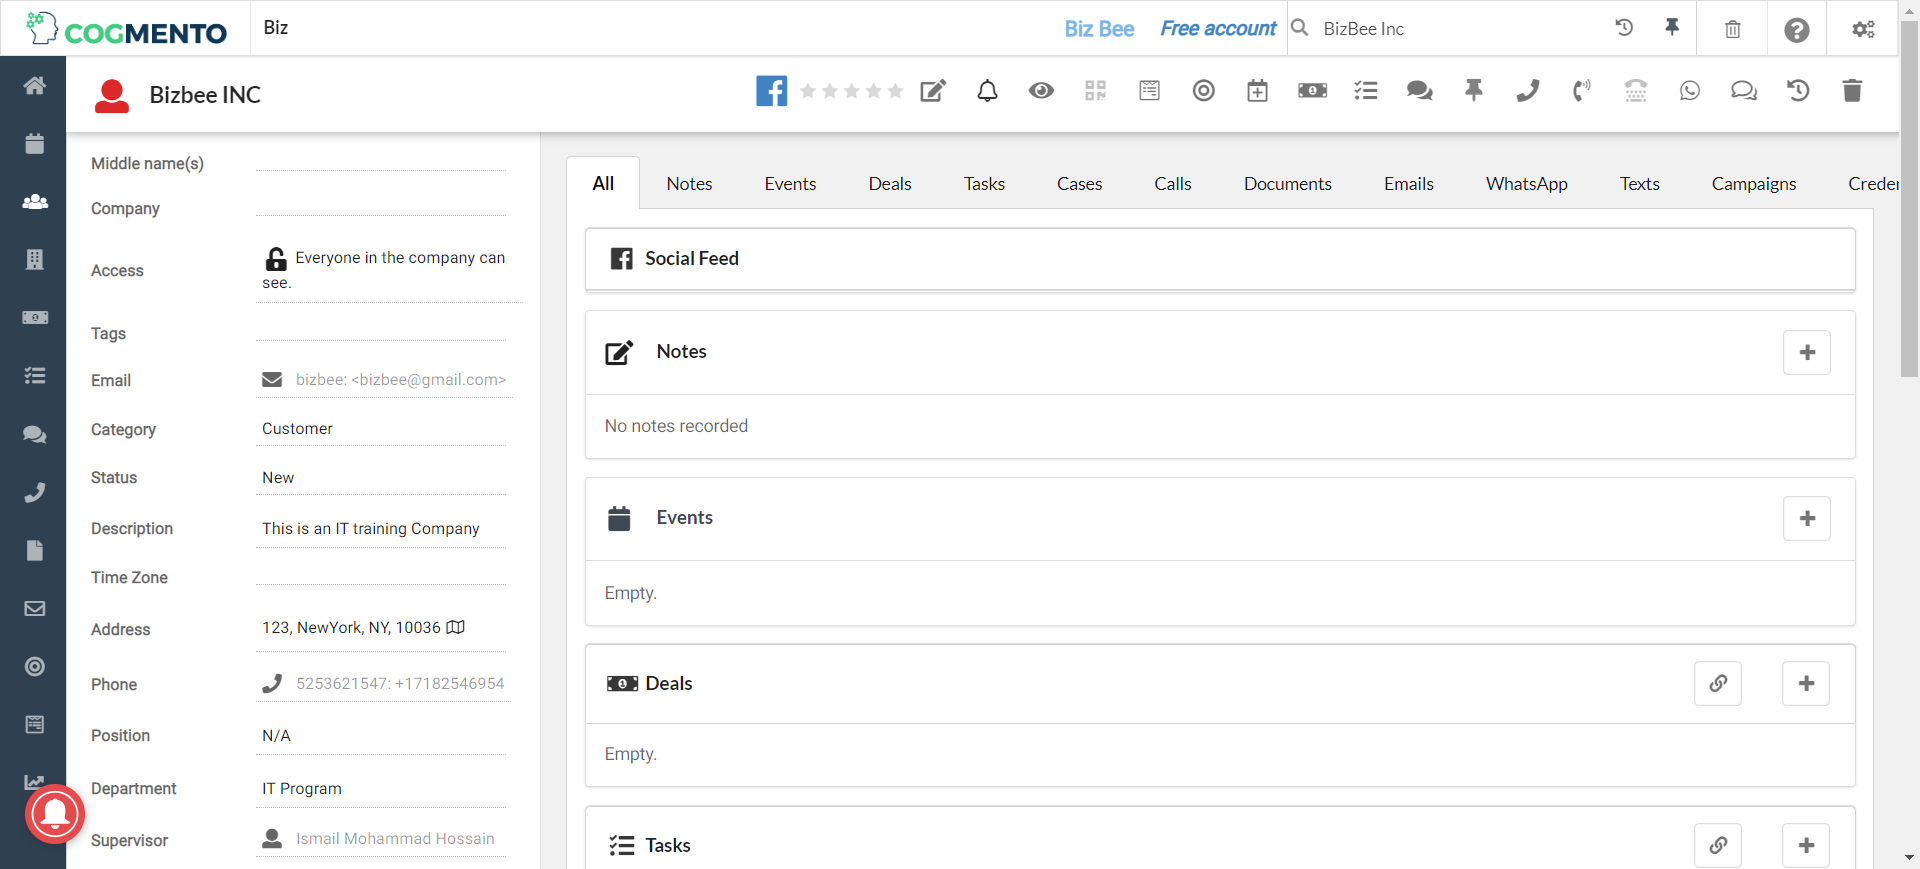 COGMENTO
Biz
Biz Bee
Free account
BizBee Inc
Bizbee INC
Middle name(s)
Company
Access
Everyone in the company can
see.
Tags
Email
bizbee: <bizbee@gmail.com>
Category
Customer
Status
New
Description
This is an IT training Company
Time Zone
Address
123, NewYork, NY, 10036
Phone
5253621547: +17182546954
Position
N/A
Department
IT Program
Supervisor
Ismail Mohammad Hossain
All
Notes
Events
Deals
Tasks
Cases
Calls
Documents
Emails
WhatsApp
Texts
Campaigns
Creder
Social Feed
Notes
No notes recorded
Events
Empty.
Deals
Empty.
Tasks